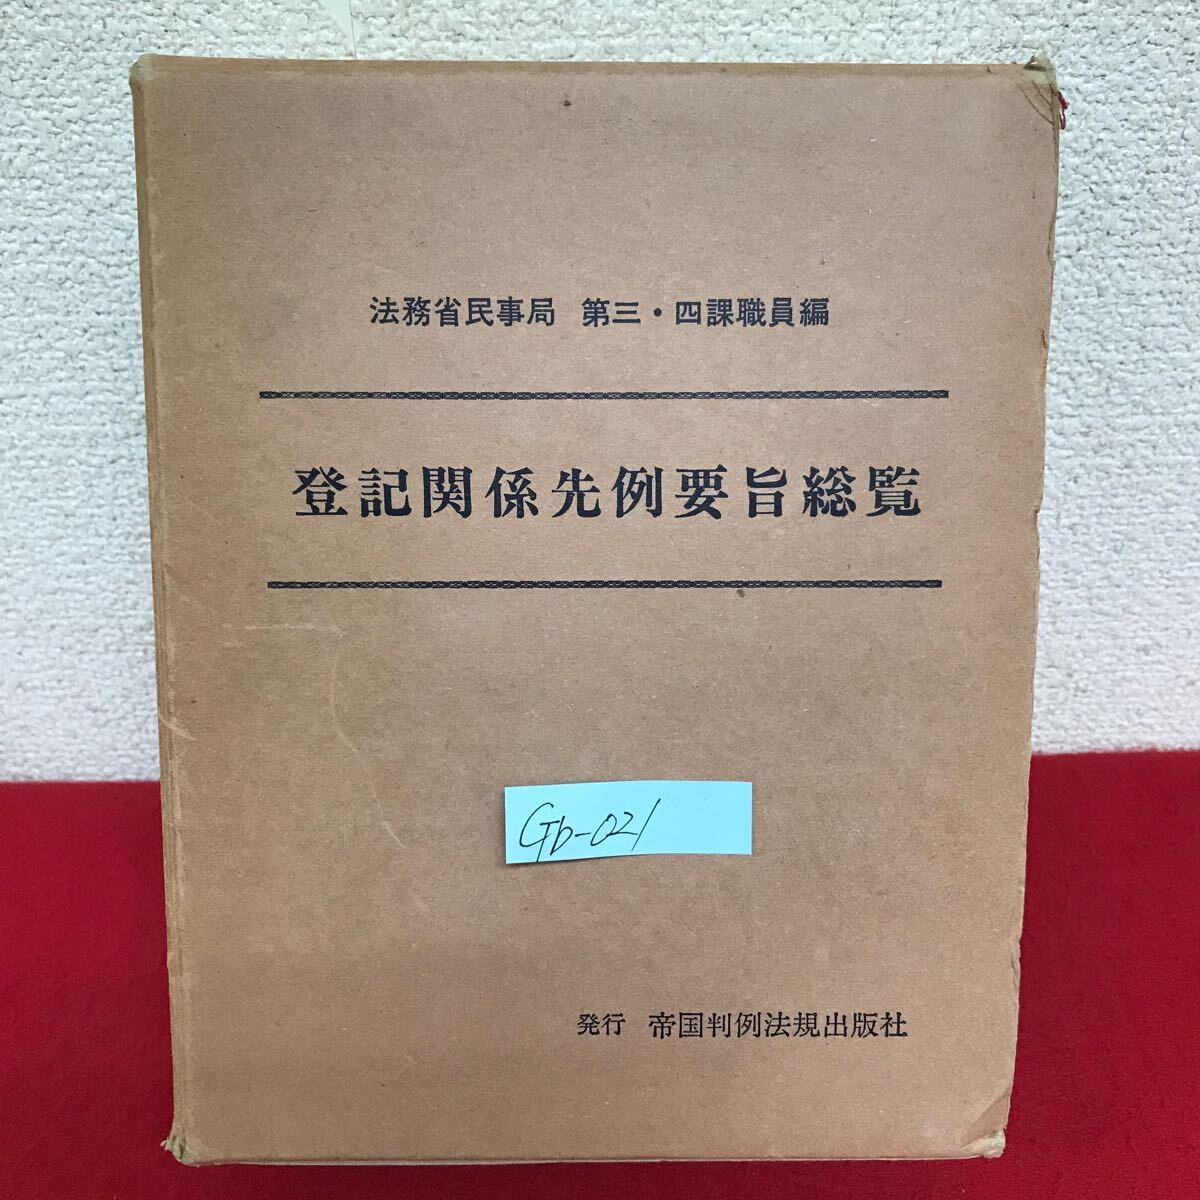 法務省民事局 第三・四課職員編
登記関係先例要旨総覧
Gb-021
発行 帝国判例法規出版社